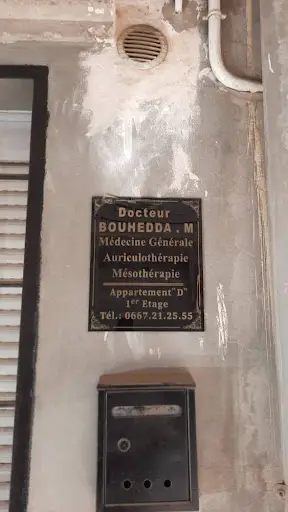 Docteur
BOUHEDDA . M
Médecine Générale
Auriculothérapie
Mésothérapie
Appartement "D"
1er Etage
Tél.: 0667.21.25.55